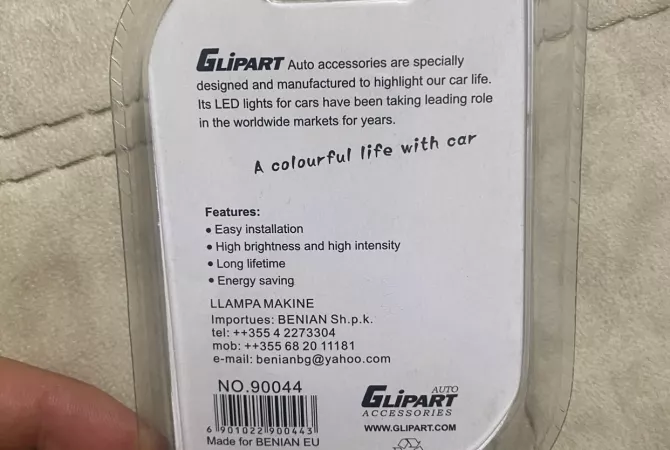 GLiPART Auto accessories are specially
designed and manufactured to highlight our car life.
Its LED lights for cars have been taking leading role
in the worldwide markets for years.
A colourful life with car
Features:
• Easy installation
• High brightness and high intensity
• Long lifetime
• Energy saving
LLAMPA MAKINE
Importues: BENIAN Sh.p.k.
tel: ++355 4 2273304
mob: ++355 68 20 11181
e-mail: benianbg@yahoo.com
NO.90044
6 901022 900443
Made for BENIAN EU
AUTO
GLiPART
ACCESSORIES
WWW.GLIPART.COM